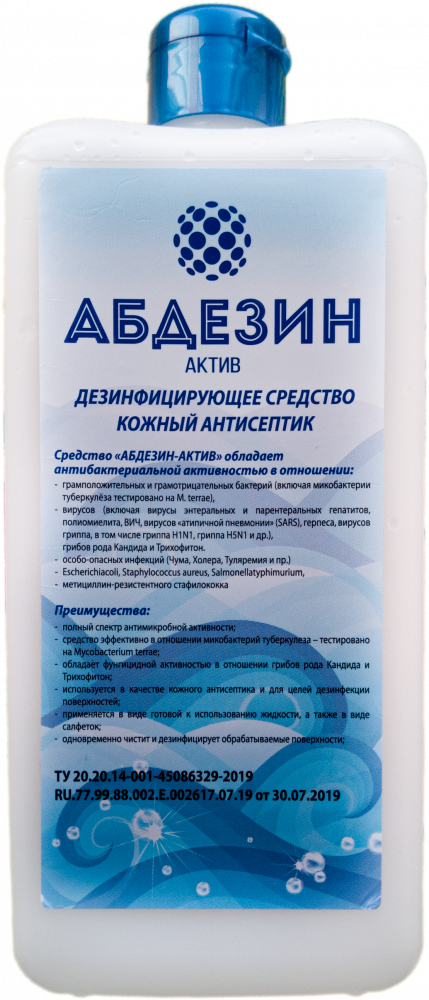 АБДЕЗИН
АКТИВ
ДЕЗИНФИЦИРУЮЩЕЕ СРЕДСТВО
КОЖНЫЙ АНТИСЕПТИК
Средство «АБДЕЗИН-АКТИВ» обладает
антибактериальной активностью в отношении:
- грамположительных и грамотрицательных бактерий (включая микобактерии
туберкулёза тестировано на M. terrae),
- вирусов (включая вирусы энтеральных и парентеральных гепатитов,
полиомиелита, ВИЧ, вирусов «атипичной пневмонии» (SARS), герпеса, вирусов
гриппа, в том числе гриппа H1N1, гриппа H5N1 и др.),
грибов рода Кандида и Трихофитон.
- особо-опасных инфекций (Чума, Холера, Туляремия и пр.)
- Escherichiacoli, Staphylococcus aureus, Salmonellatyphimurium,
- метициллин-резистентного стафилококка
Преимущества:
- полный спектр антимикробной активности;
- средство эффективно в отношении микобактерий туберкулеза – тестировано
на Mycobacterium terrae;
- обладает фунгицидной активностью в отношении грибов рода Кандида и
Трихофитон;
- используется в качестве кожного антисептика и для целей дезинфекции
поверхностей;
- применяется в виде готовой к использованию жидкости, а также в виде
салфеток;
- одновременно чистит и дезинфицирует обрабатываемые поверхности;
ТУ 20.20.14-001-45086329-2019
RU.77.99.88.002.E.002617.07.19 от 30.07.2019